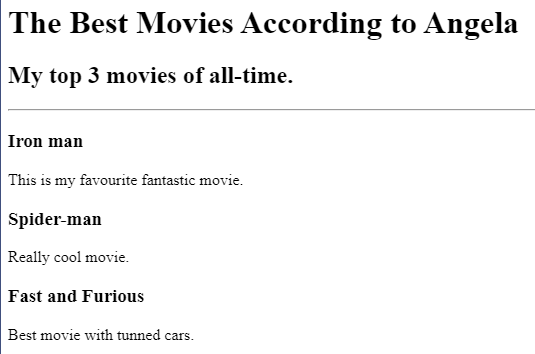 The Best Movies According to Angela
My top 3 movies of all-time.
Iron man
This is my favourite fantastic movie.
Spider-man
Really cool movie.
Fast and Furious
Best movie with tunned cars.